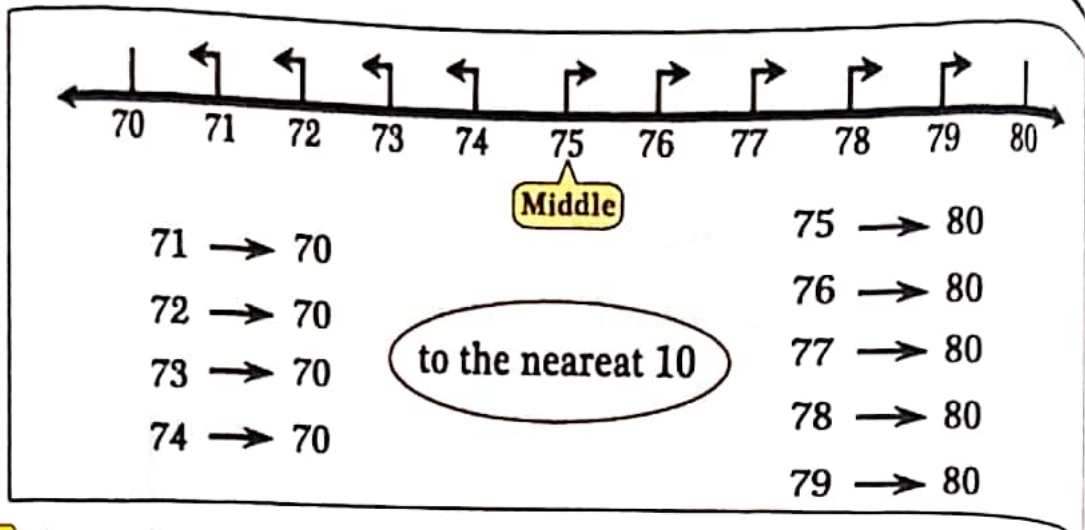 70 71 72 73 74 75 76 77 78 79 80
Middle
71 → 70
72 → 70
73 → 70
74 → 70
to the neareat 10
75 → 80
76 → 80
77 → 80
78 → 80
79 → 80